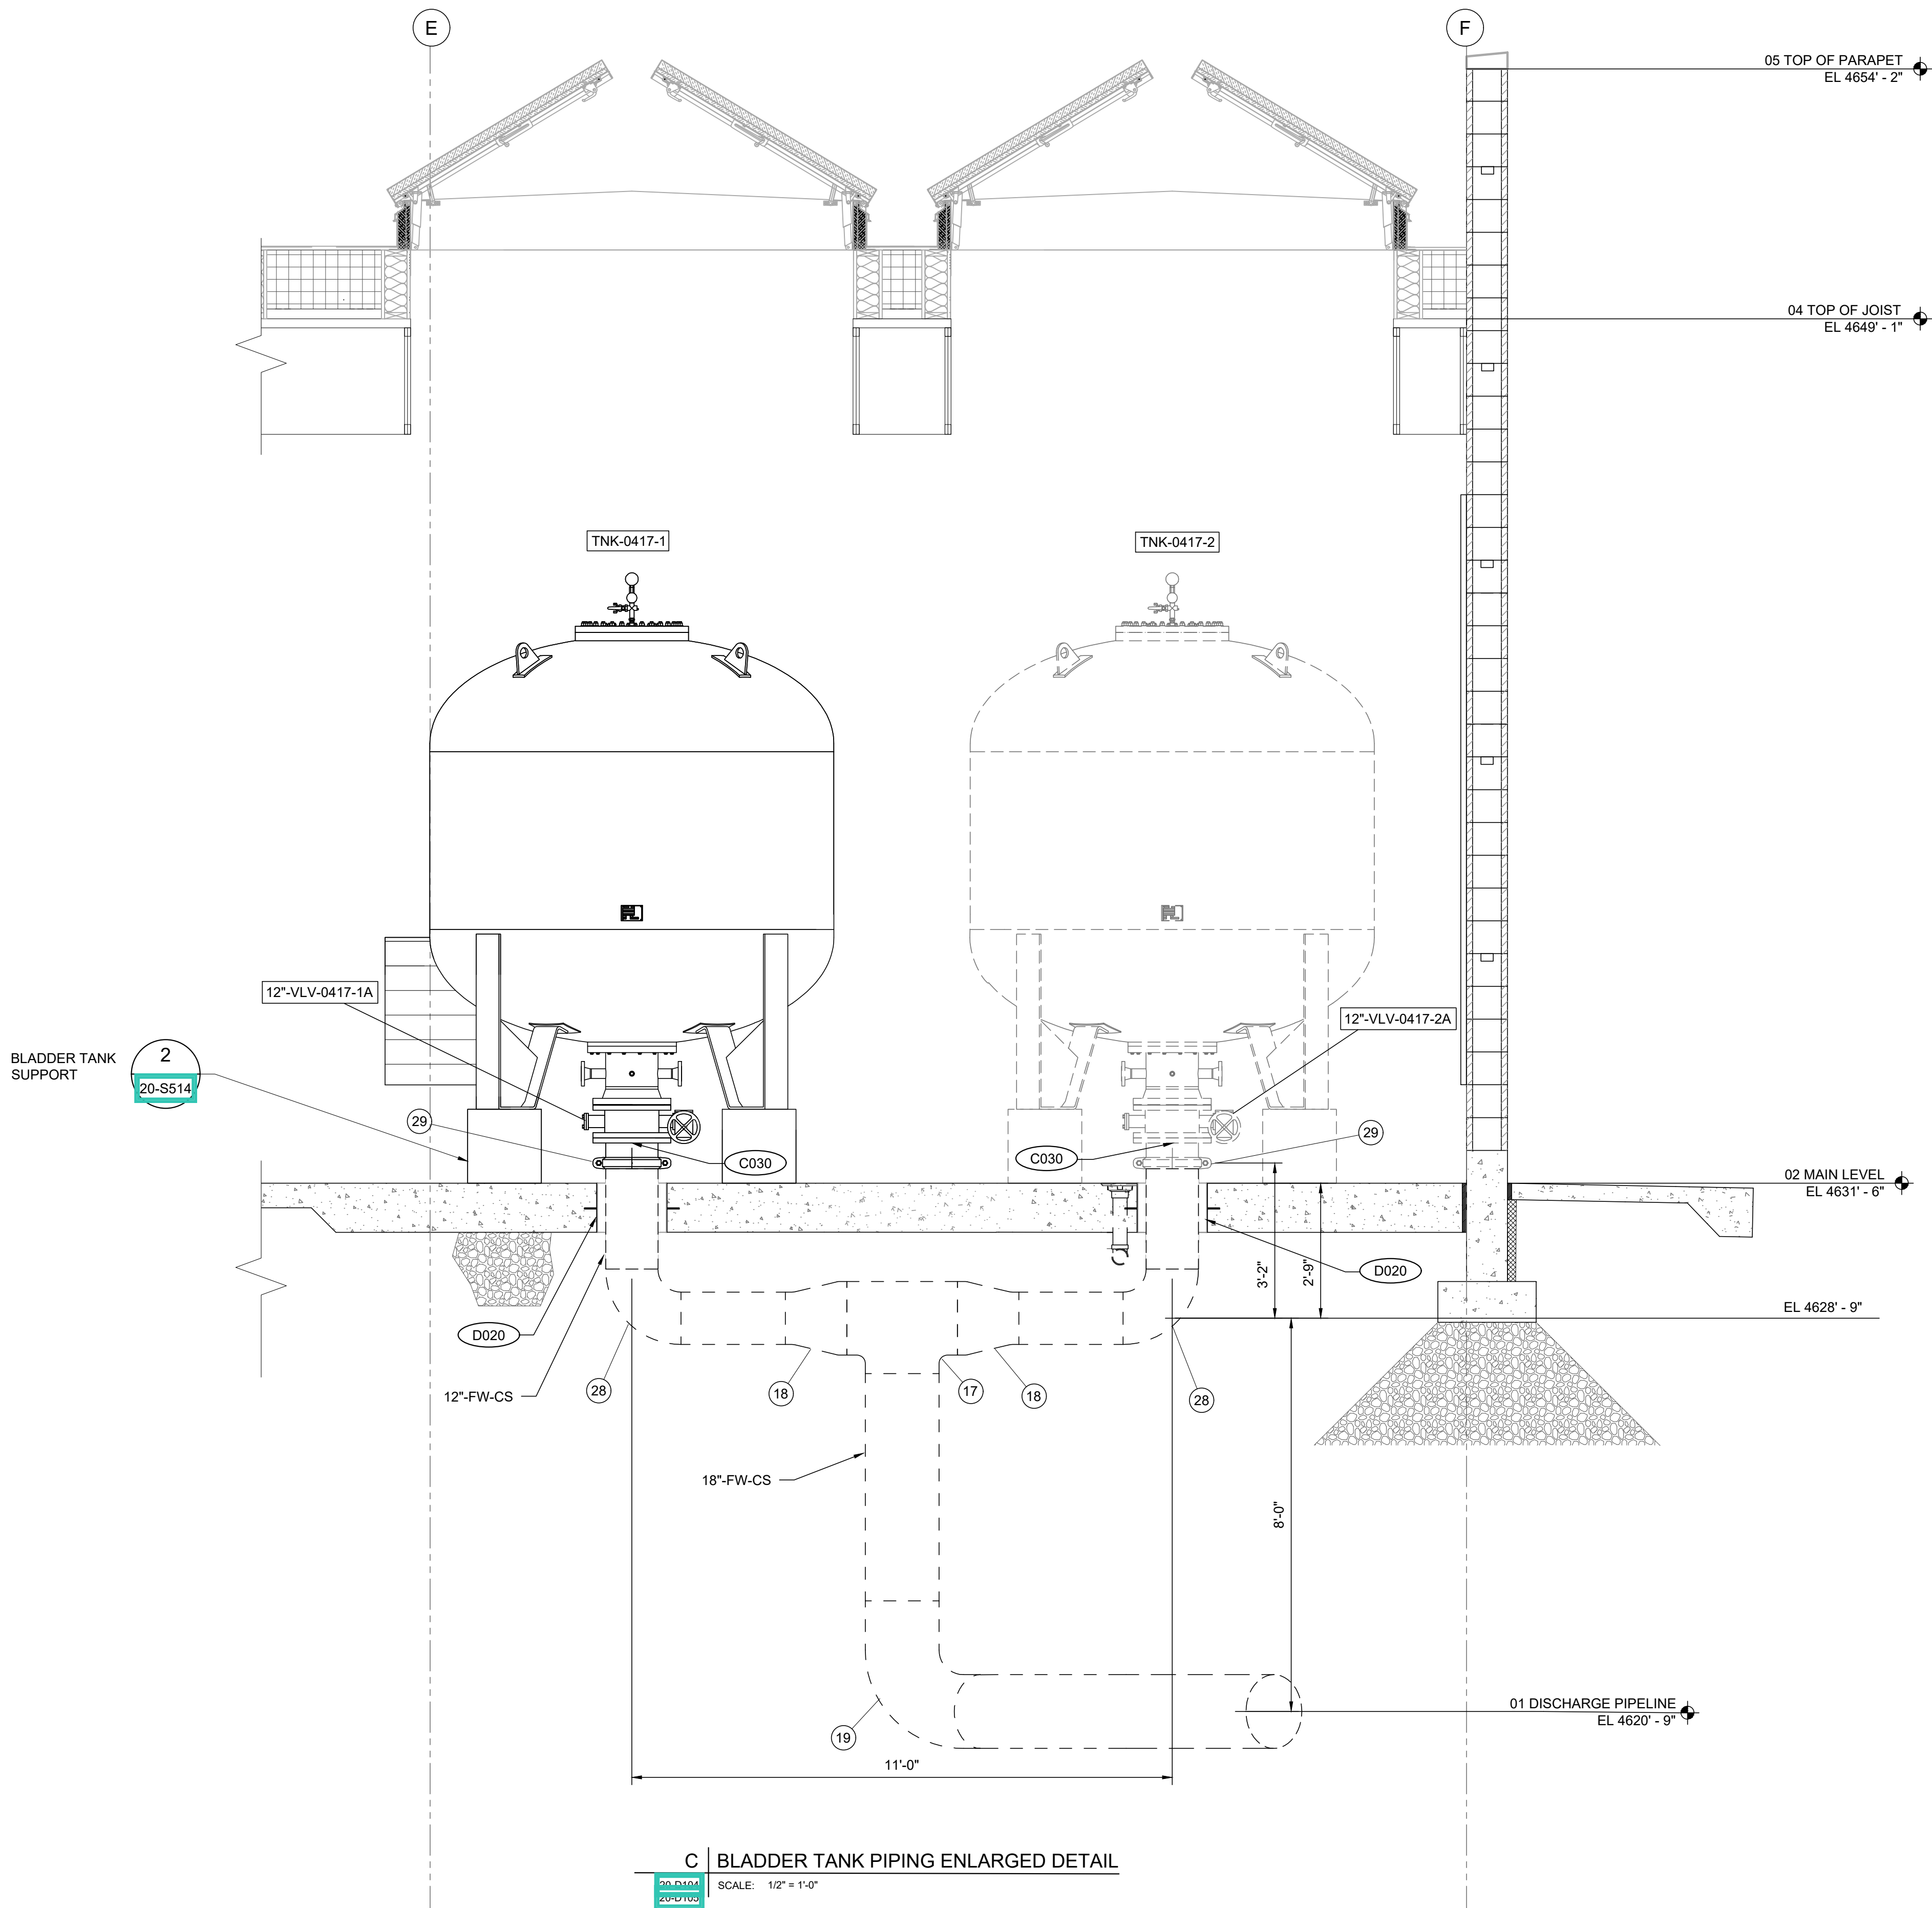 E
F
05 TOP OF PARAPET
EL 4654' - 2"
04 TOP OF JOIST
EL 4649' - 1"
TNK-0417-1
TNK-0417-2
12"-VLV-0417-1A
12"-VLV-0417-2A
BLADDER TANK
SUPPORT
2
20-S514
29
C030
C030
29
02 MAIN LEVEL
EL 4631' - 6"
D020
3'-2"
2'-9"
D020
EL 4628' - 9"
12"-FW-CS
28
18
17
18
28
18"-FW-CS
8'-0"
01 DISCHARGE PIPELINE
EL 4620' - 9"
19
11'-0"
C
BLADDER TANK PIPING ENLARGED DETAIL
20-D104
SCALE: 1/2" = 1'-0"
20-D105